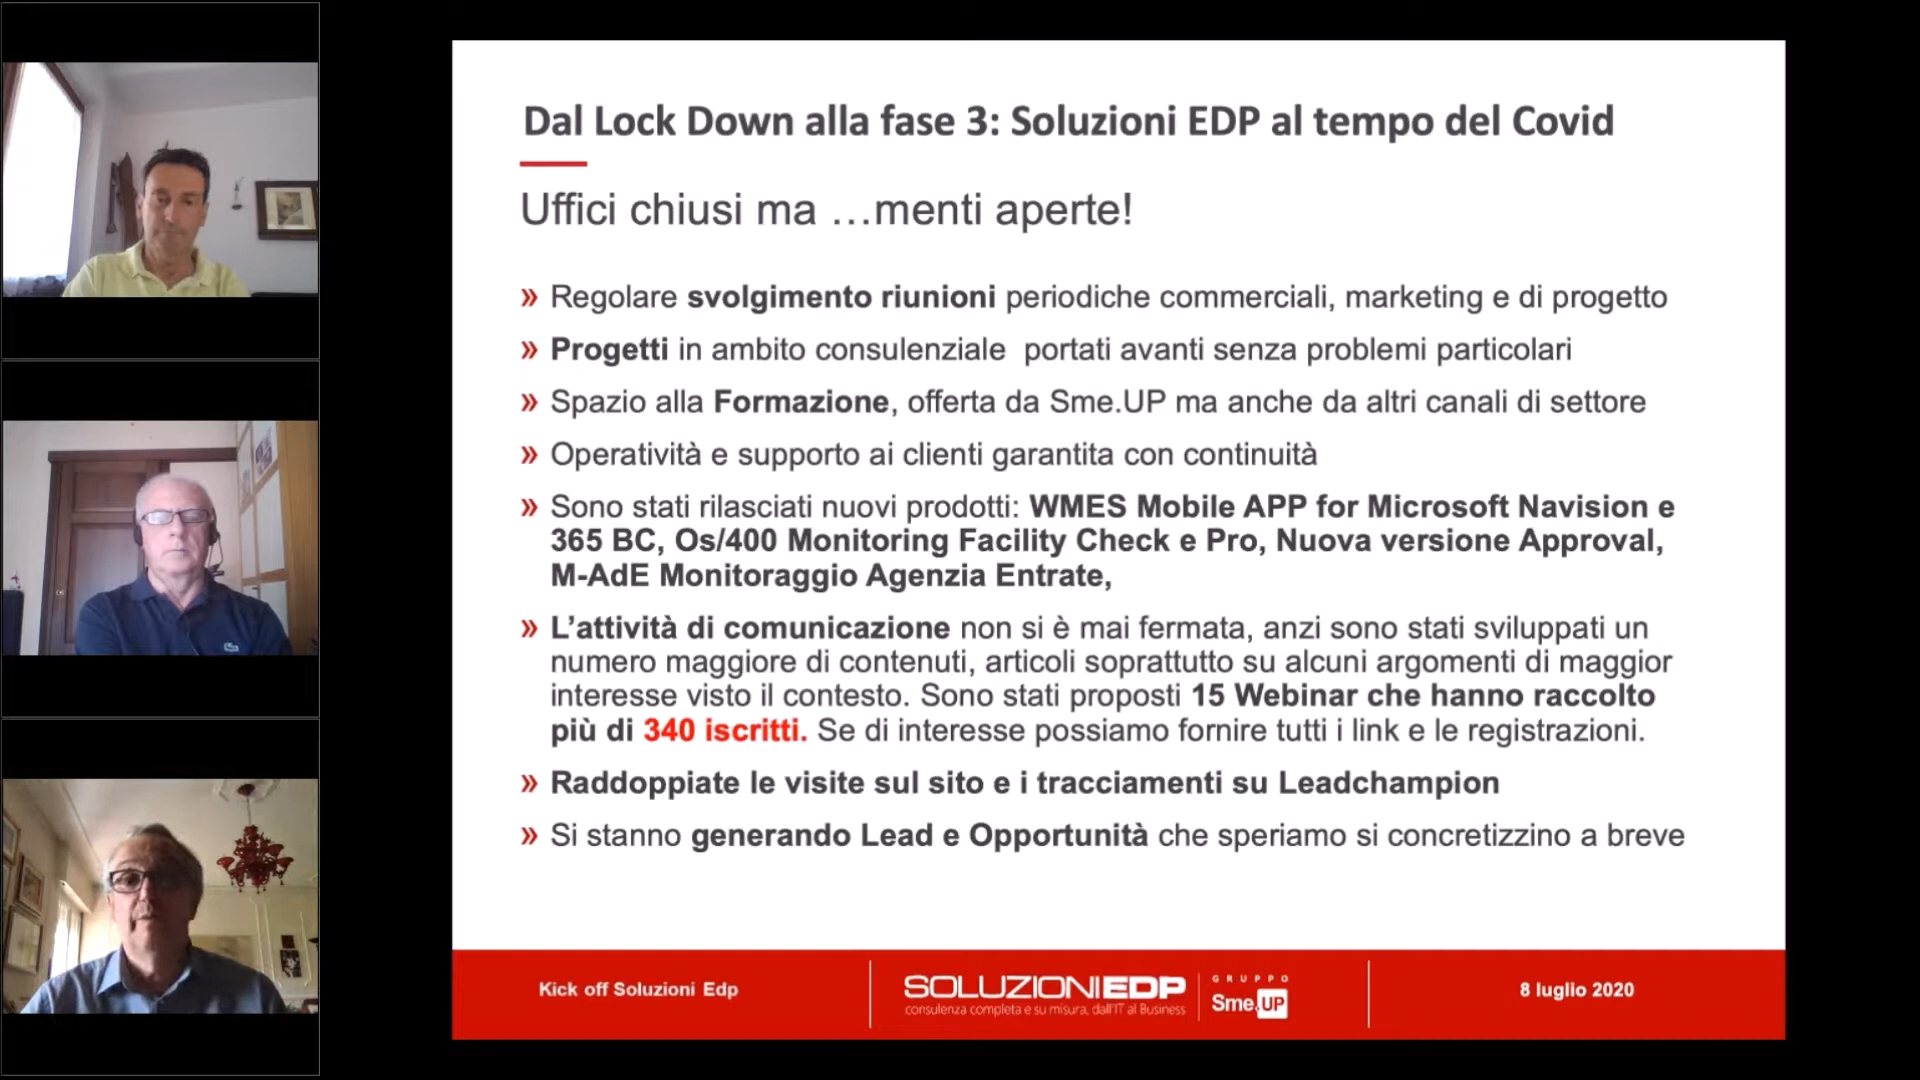 Dal Lock Down alla fase 3: Soluzioni EDP al tempo del Covid
Uffici chiusi ma ...menti aperte!
» Regolare svolgimento riunioni periodiche commerciali, marketing e di progetto
» Progetti in ambito consulenziale portati avanti senza problemi particolari
» Spazio alla Formazione, offerta da Sme.UP ma anche da altri canali di settore
» Operatività e supporto ai clienti garantita con continuità
» Sono stati rilasciati nuovi prodotti: WMES Mobile APP for Microsoft Navision e
365 BC, Os/400 Monitoring Facility Check e Pro, Nuova versione Approval,
M-AdE Monitoraggio Agenzia Entrate,
» L’attività di comunicazione non si è mai fermata, anzi sono stati sviluppati un
numero maggiore di contenuti, articoli soprattutto su alcuni argomenti di maggior
interesse visto il contesto. Sono stati proposti 15 Webinar che hanno raccolto
più di 340 iscritti. Se di interesse possiamo fornire tutti i link e le registrazioni.
» Raddoppiate le visite sul sito e i tracciamenti su Leadchampion
» Si stanno generando Lead e Opportunità che speriamo si concretizzino a breve
Kick off Soluzioni Edp
SOLUZIONIEDP
consulenza completa e su misura, dall'IT al Business
GRUPPO
Sme.UP
8 luglio 2020